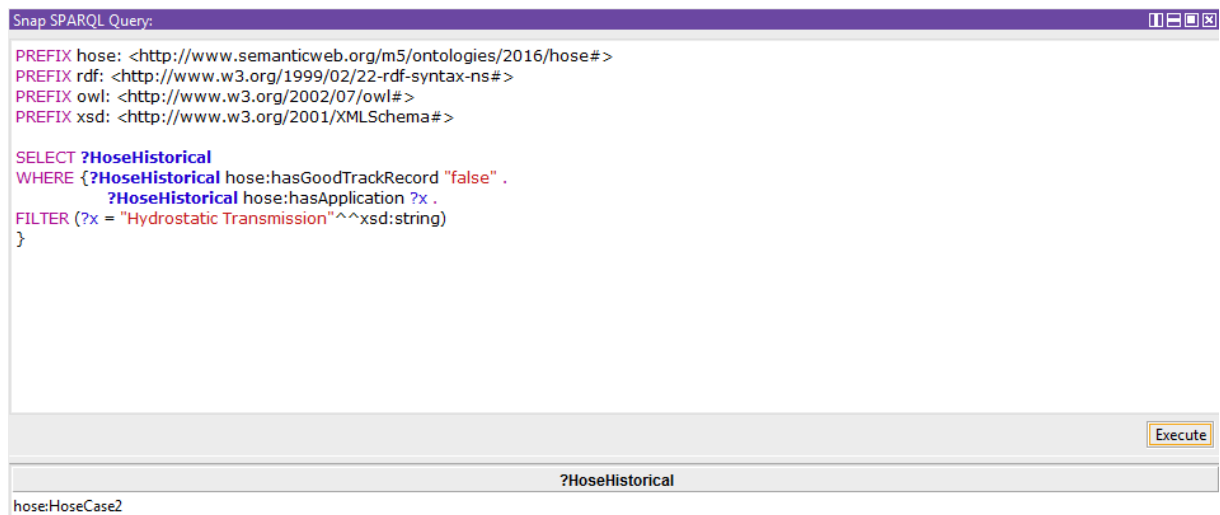 Snap SPARQL Query:
PREFIX hose: <http://www.semanticweb.org/m5/ontologies/2016/hose#>
PREFIX rdf: <http://www.w3.org/1999/02/22-rdf-syntax-ns#>
PREFIX owl: <http://www.w3.org/2002/07/owl#>
PREFIX xsd: <http://www.w3.org/2001/XMLSchema#>
SELECT ?HoseHistorical
WHERE {?HoseHistorical hose:hasGoodTrackRecord "false" .
?HoseHistorical hose:hasApplication ?x .
FILTER (?x = "Hydrostatic Transmission"^^xsd:string)
}
Execute
?HoseHistorical
hose:HoseCase2